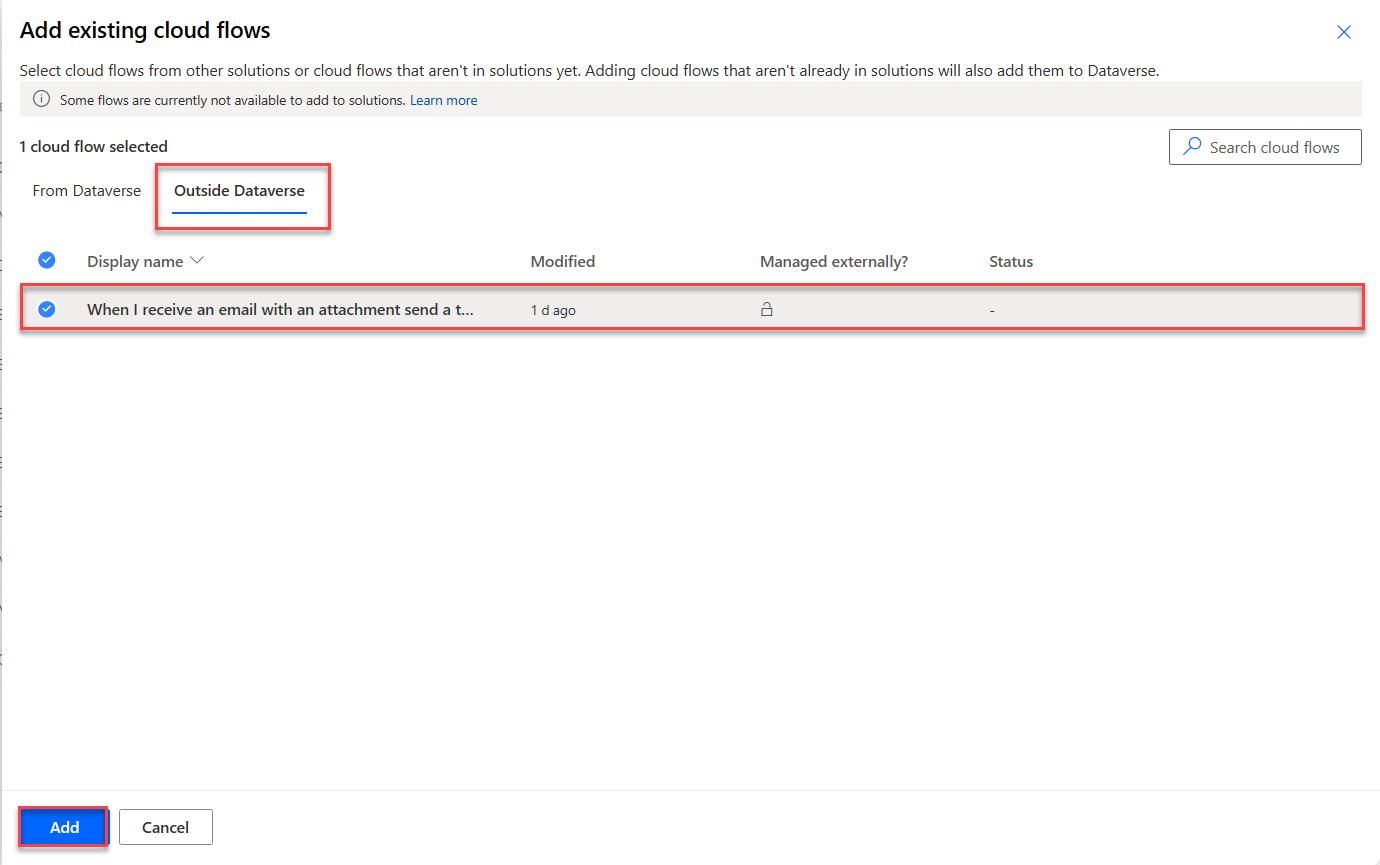 Add existing cloud flows
Select cloud flows from other solutions or cloud flows that aren't in solutions yet. Adding cloud flows that aren't already in solutions will also add them to Dataverse.
Some flows are currently not available to add to solutions. Learn more
1 cloud flow selected
Search cloud flows
From Dataverse Outside Dataverse
Display name Modified Managed externally? Status
When I receive an email with an attachment send a t... 1 d ago -
Add Cancel